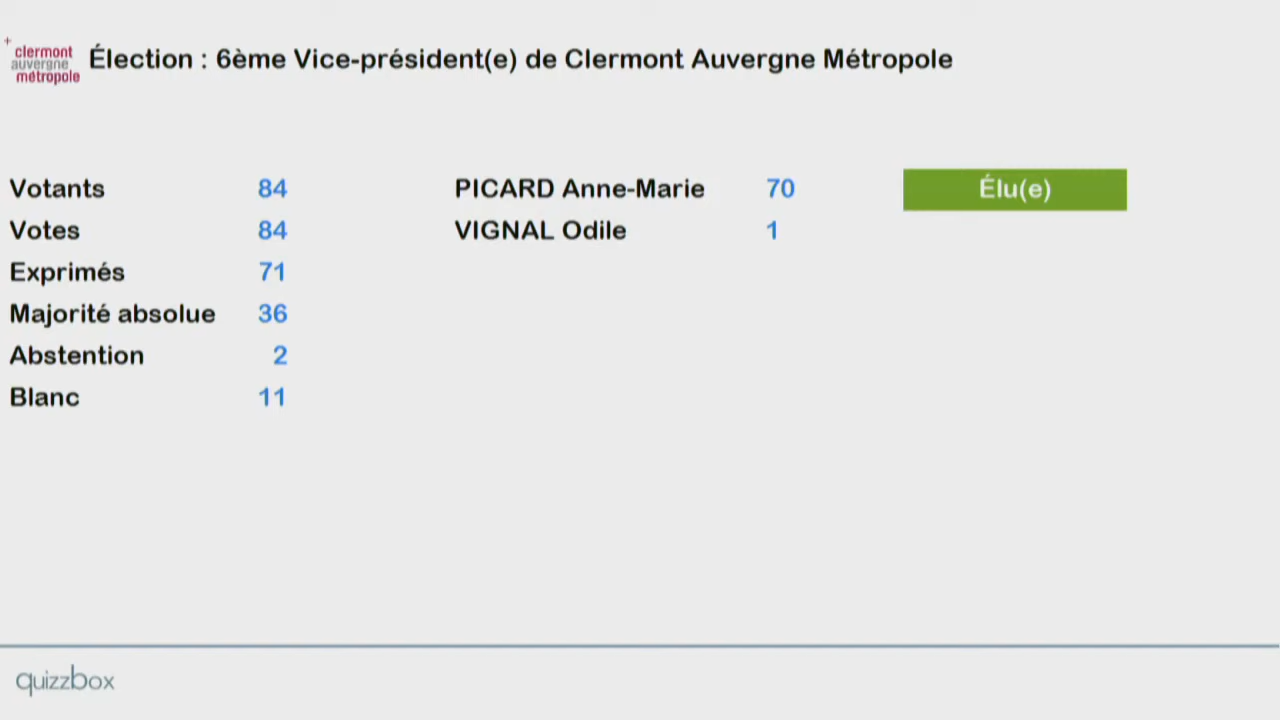 clermont
auvergne
métropole
Élection : 6ème Vice-président(e) de Clermont Auvergne Métropole
Votants 84 PICARD Anne-Marie 70 Élu(e)
Votes 84 VIGNAL Odile 1
Exprimés 71
Majorité absolue 36
Abstention 2
Blanc 11
quizzbox